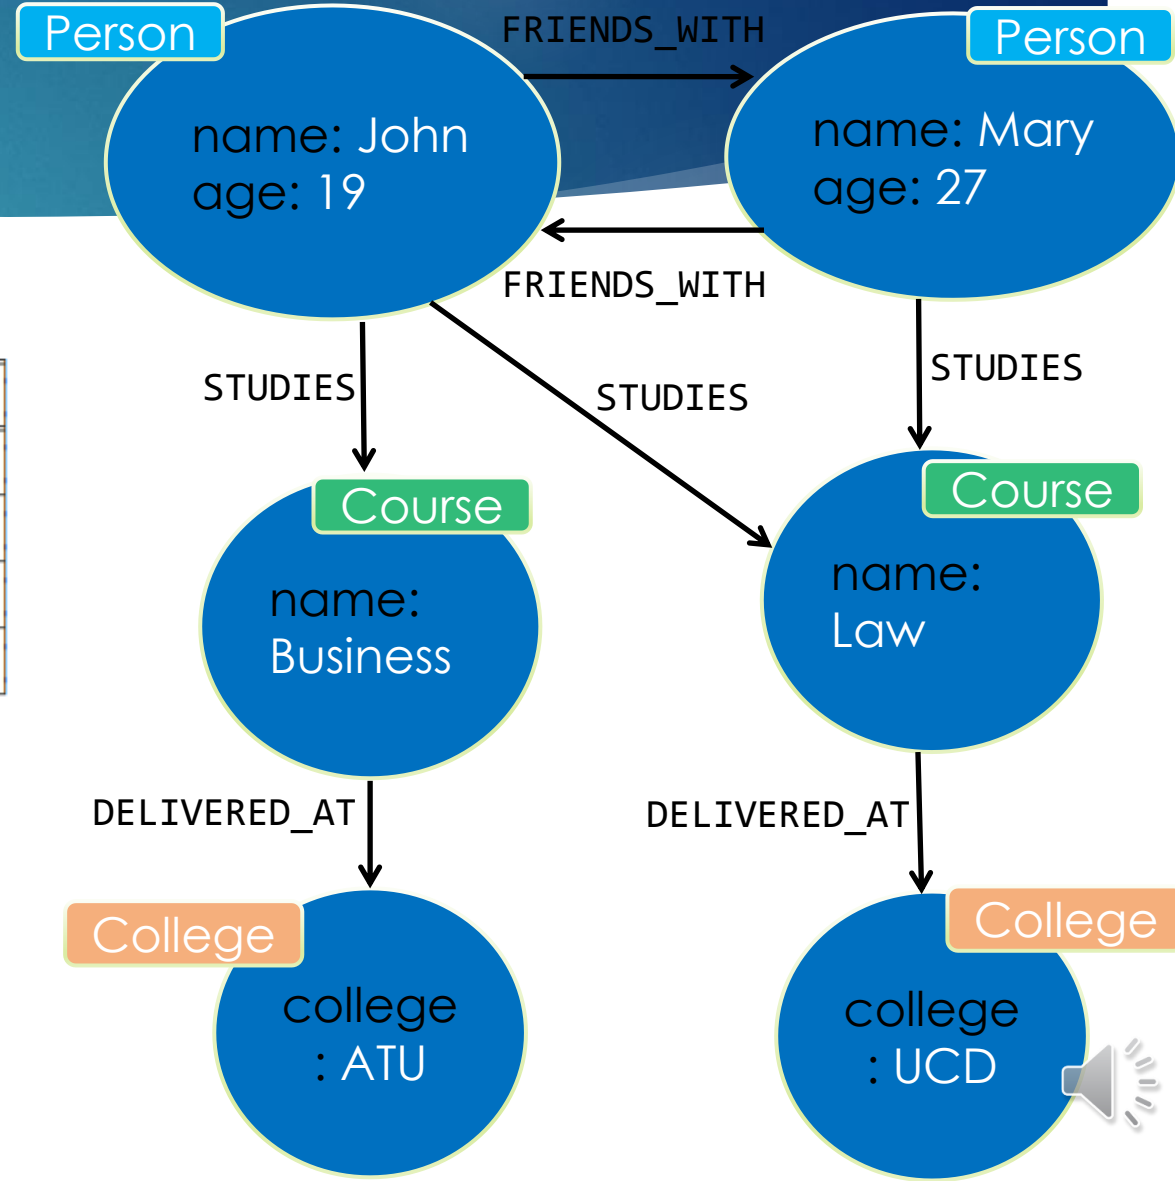 Person
FRIENDS_WITH
Person
name: John
age: 19
name: Mary
age: 27
FRIENDS_WITH
STUDIES
STUDIES
STUDIES
Course
Course
name:
Business
name:
Law
DELIVERED_AT
DELIVERED_AT
College
College
college
: ATU
college
: UCD